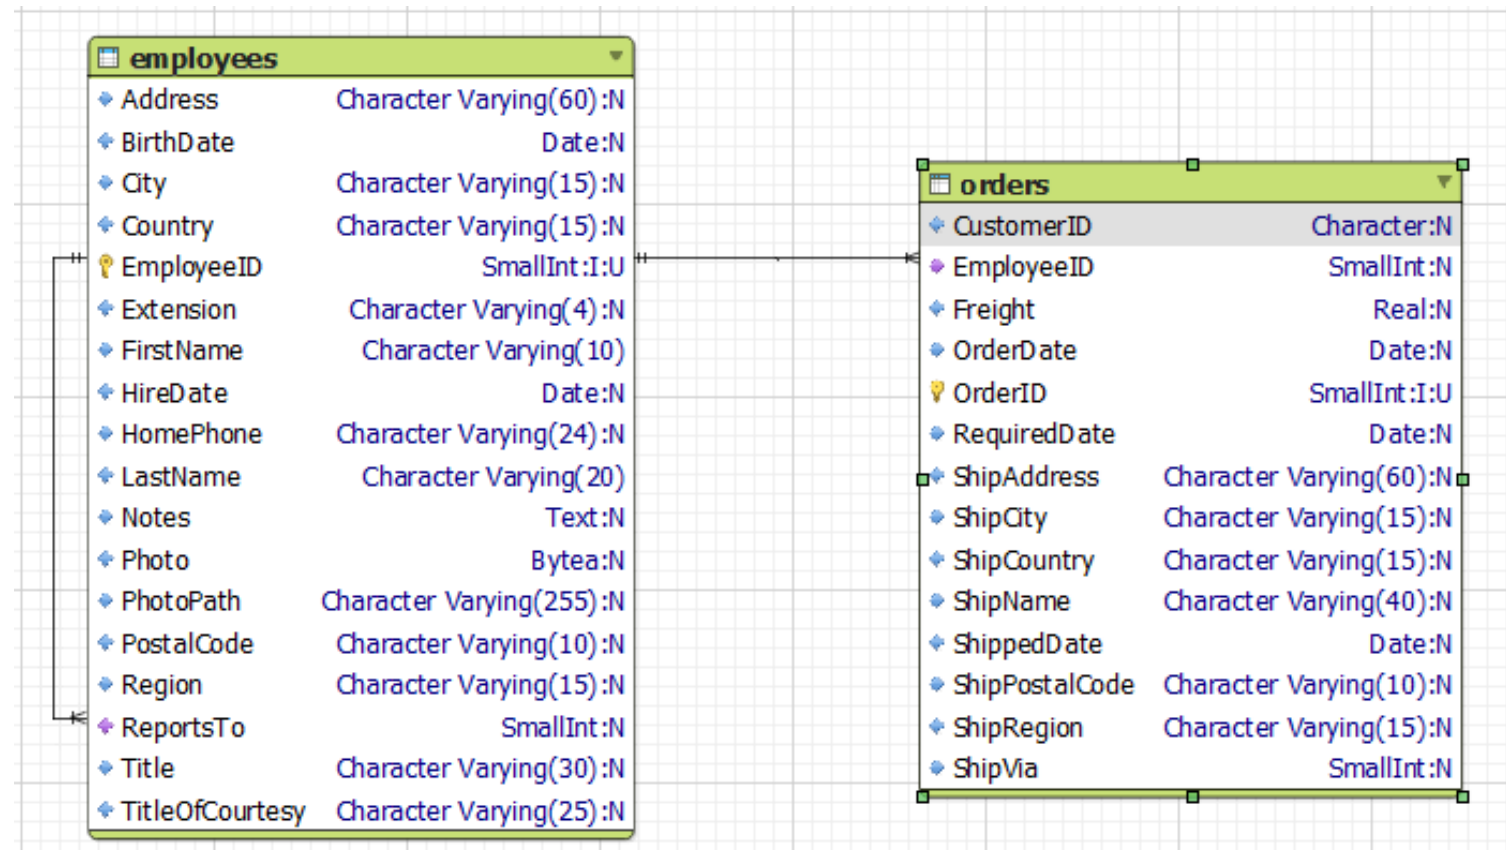 employees
Address Character Varying(60):N
BirthDate Date:N
City Character Varying(15):N
Country Character Varying(15):N
EmployeeID SmallInt:I:U
Extension Character Varying(4):N
FirstName Character Varying(10)
HireDate Date:N
HomePhone Character Varying(24):N
LastName Character Varying(20)
Notes Text:N
Photo Bytea:N
PhotoPath Character Varying(255):N
PostalCode Character Varying(10):N
Region Character Varying(15):N
ReportsTo SmallInt:N
Title Character Varying(30):N
TitleOfCourtesy Character Varying(25):N
orders
CustomerID Character:N
EmployeeID SmallInt:N
Freight Real:N
OrderDate Date:N
OrderID SmallInt:I:U
RequiredDate Date:N
ShipAddress Character Varying(60):N
ShipCity Character Varying(15):N
ShipCountry Character Varying(15):N
ShipName Character Varying(40):N
ShippedDate Date:N
ShipPostalCode Character Varying(10):N
ShipRegion Character Varying(15):N
ShipVia SmallInt:N